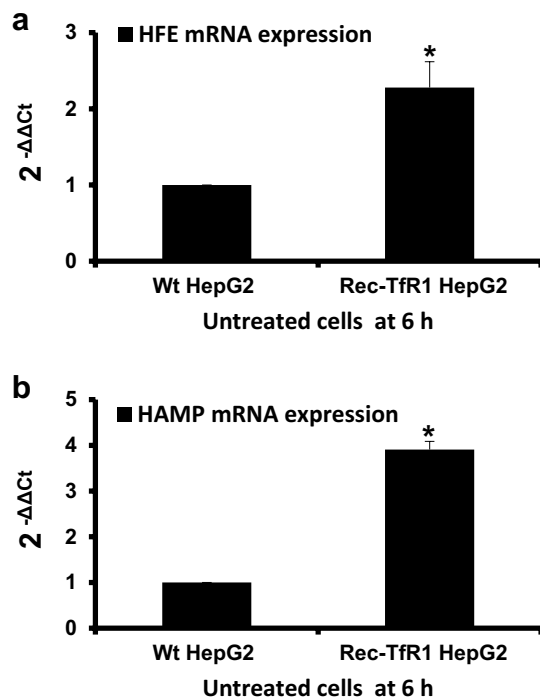 a
HFE mRNA expression
*
3
2
1
0
2 -ΔΔCt
Wt HepG2 Rec-TfR1 HepG2
Untreated cells at 6 h
b
HAMP mRNA expression
*
5
4
3
2
1
0
2 -ΔΔCt
Wt HepG2 Rec-TfR1 HepG2
Untreated cells at 6 h